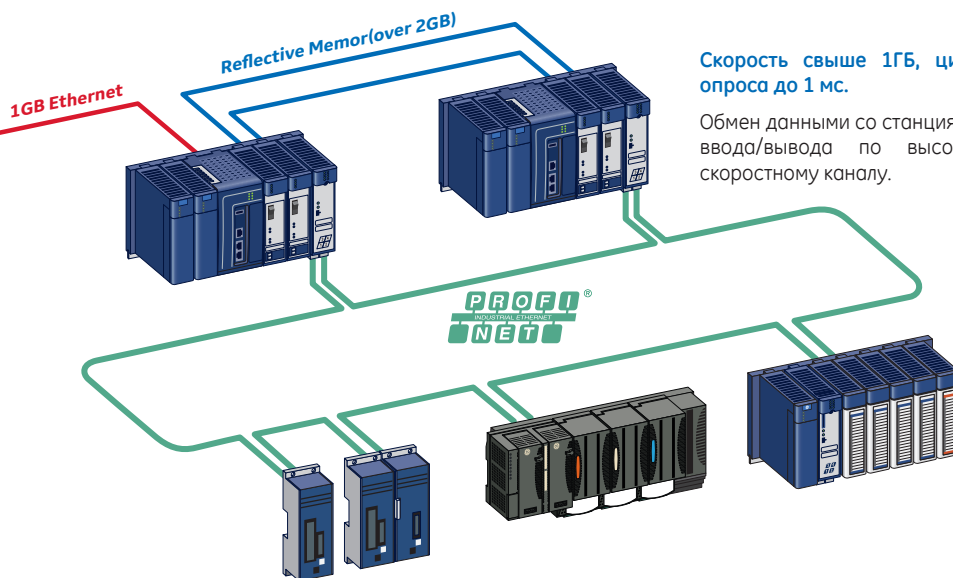 Reflective Memor(over 2GB)
1GB Ethernet
Скорость свыше 1ГБ, ци
опроса до 1 мс.
Обмен данными со станция
ввода/вывода по высо
скоростному каналу.
PROFI®
INDUSTRIAL ETHERNET
NET